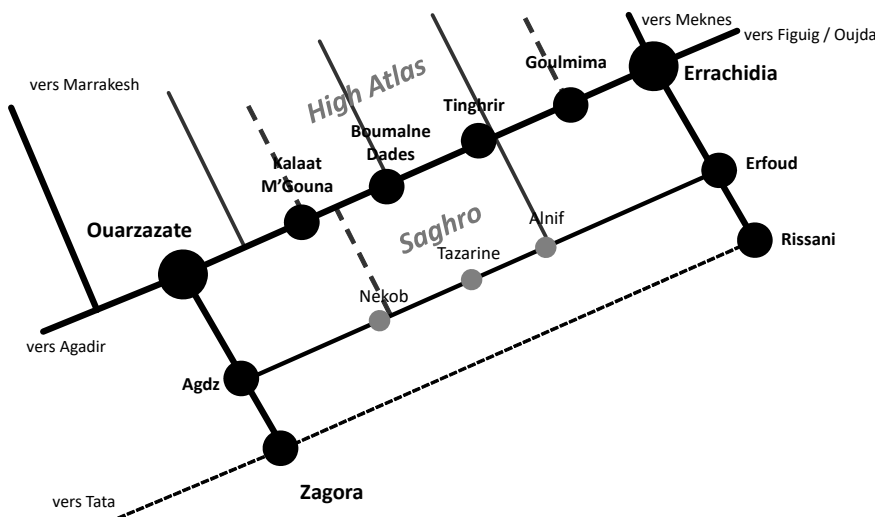 vers Meknes
vers Figuig / Oujda
Goulmima
Errachidia
High Atlas
vers Marrakesh
Tinghrir
Boumalne
Dades
Kalaat
M'Gouna
Erfoud
Ouarzazate
Saghro
Alnif
Rissani
Tazarine
Nekob
vers Agadir
Agdz
Zagora
vers Tata